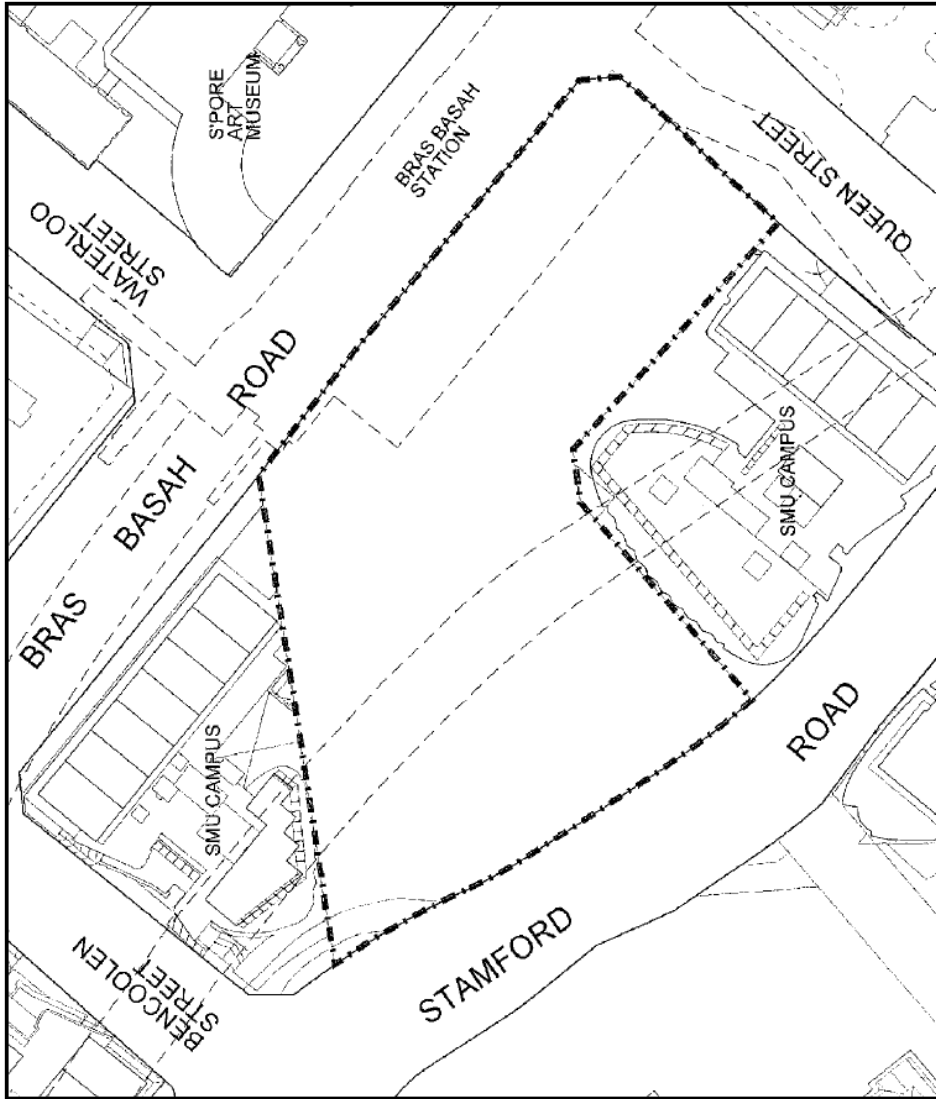 S'PORE
ART
MUSEUM
BRAS BASAH
STATION
WATERLOO
STREET
QUEEN STREET
BRAS BASAH ROAD
SMU CAMPUS
SMU CAMPUS
BENCOOLEN
STREET
STAMFORD ROAD